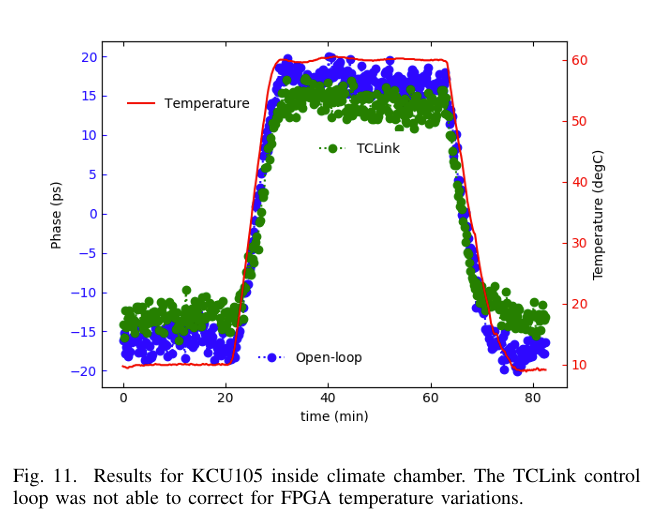 20
15
10
5
0
−5
−10
−15
−20
Phase (ps)
60
50
40
30
20
10
Temperature (degC)
Temperature
TCLink
Open-loop
0 20 40 60 80
time (min)
Fig. 11. Results for KCU105 inside climate chamber. The TCLink control
loop was not able to correct for FPGA temperature variations.